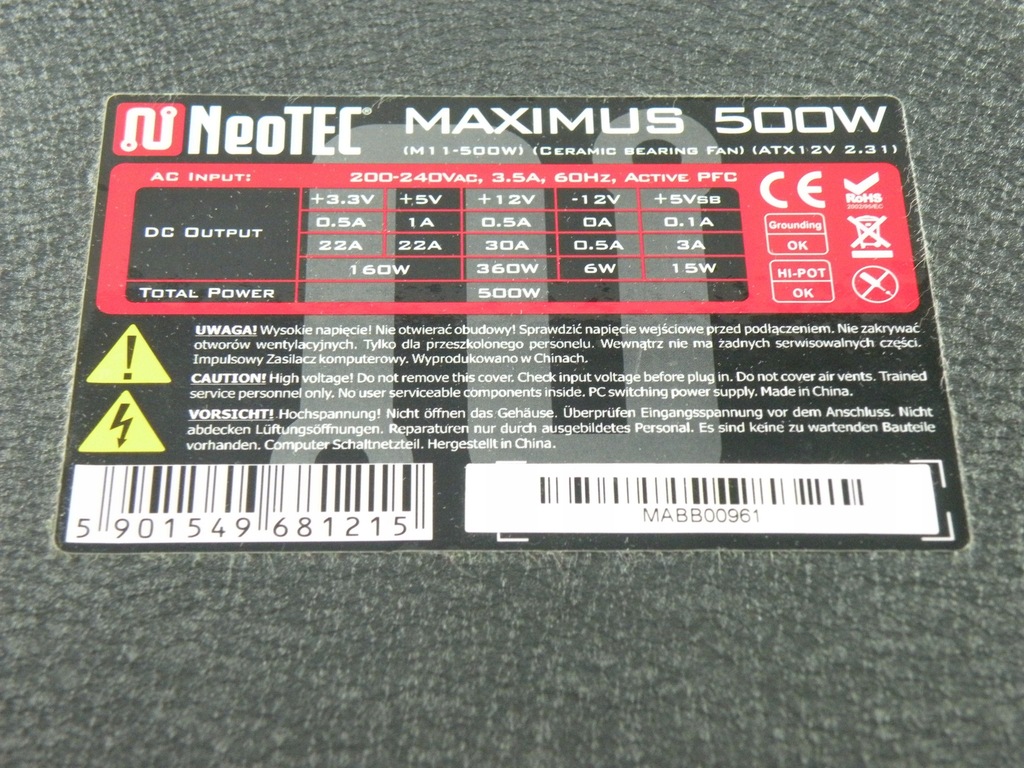 NeoTEC® MAXIMUS 500W
(M11-500W) (CERAMIC BEARING FAN) (ATX12V 2.31)
AC INPUT: 200-240VAC, 3.5A, 60HZ, ACTIVE PFC
+3.3V +5V +12V -12V +5VSB
0.5A 1A 0.5A 0A 0.1A
DC OUTPUT
22A 22A 30A 0.5A 3A
160W 360W 6W 15W
TOTAL POWER 500W
CE
RoHS
2002/95/EC
Grounding
OK
HI-POT
OK
UWAGA! Wysokie napięcie! Nie otwierać obudowy! Sprawdzić napięcie wejściowe przed podłączeniem. Nie zakrywać
otworów wentylacyjnych. Tylko dla przeszkolonego personelu. Wewnątrz nie ma żadnych serwisowalnych części.
Impulsowy Zasilacz komputerowy. Wyprodukowano w Chinach.
CAUTION! High voltage! Do not remove this cover. Check input voltage before plug in. Do not cover air vents. Trained
service personnel only. No user serviceable components inside. PC switching power supply. Made in China.
VORSICHT! Hochspannung! Nicht öffnen das Gehäuse. Überprüfen Eingangsspannung vor dem Anschluss. Nicht
abdecken Lüftungsöffnungen. Reparaturen nur durch ausgebildetes Personal. Es sind keine zu wartenden Bauteile
vorhanden. Computer Schaltnetzteil. Hergestellt in China.
5 901549 681215
MABB00961